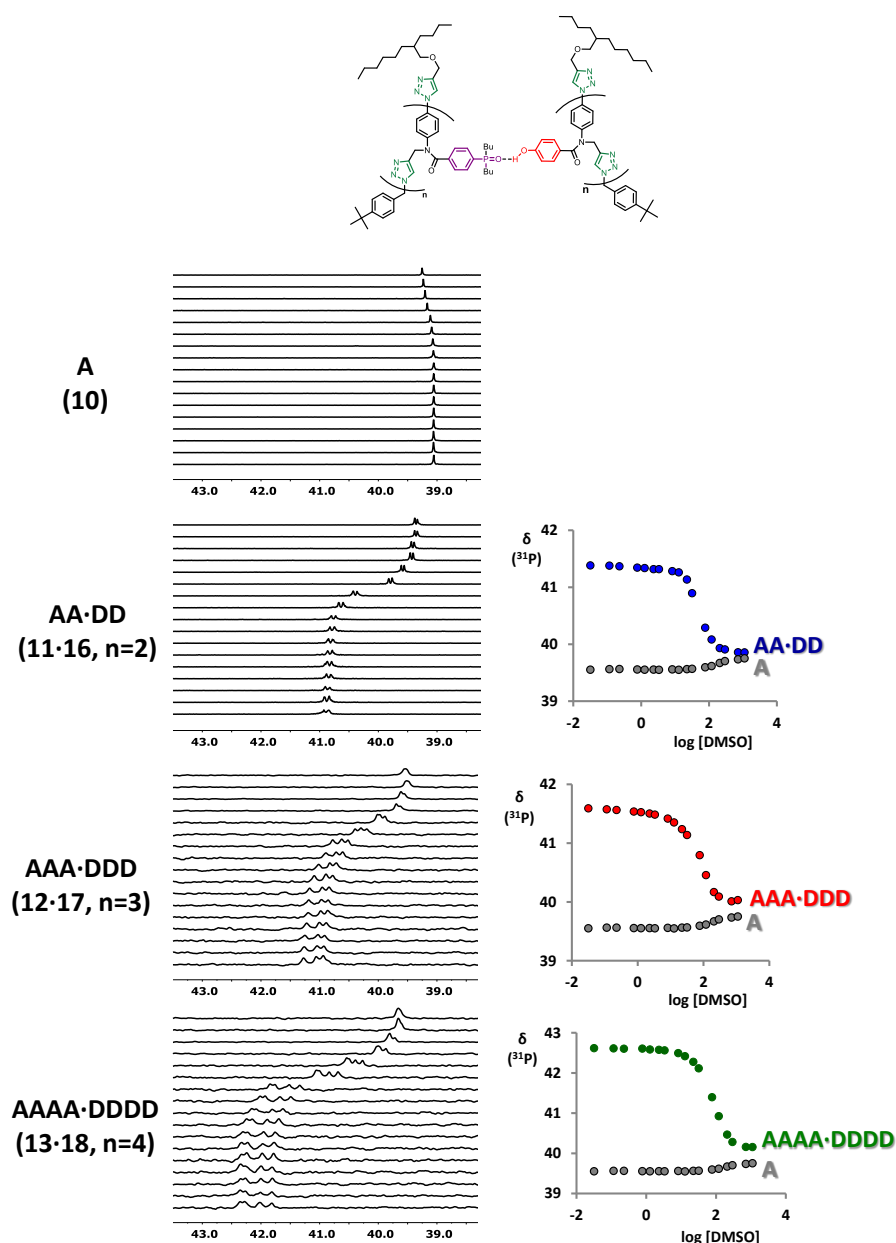 O
O
N
N
N
N
N
N
N
N
O
Bu
P
O
H
O
Bu
N
O
N
N
N
N
N
N
n
n
A
(10)
43.0 42.0 41.0 40.0 39.0
AA·DD
(11·16, n=2)
43.0 42.0 41.0 40.0 39.0
δ
(³¹P)
42
41
40
39
-2 0 2 4
log [DMSO]
AA·DD
A
AAA·DDD
(12·17, n=3)
43.0 42.0 41.0 40.0 39.0
δ
(³¹P)
42
41
40
39
-2 0 2 4
log [DMSO]
AAA·DDD
A
AAAA·DDDD
(13·18, n=4)
43.0 42.0 41.0 40.0 39.0
δ
(³¹P)
43
42
41
40
39
-2 0 2 4
log [DMSO]
AAAA·DDDD
A